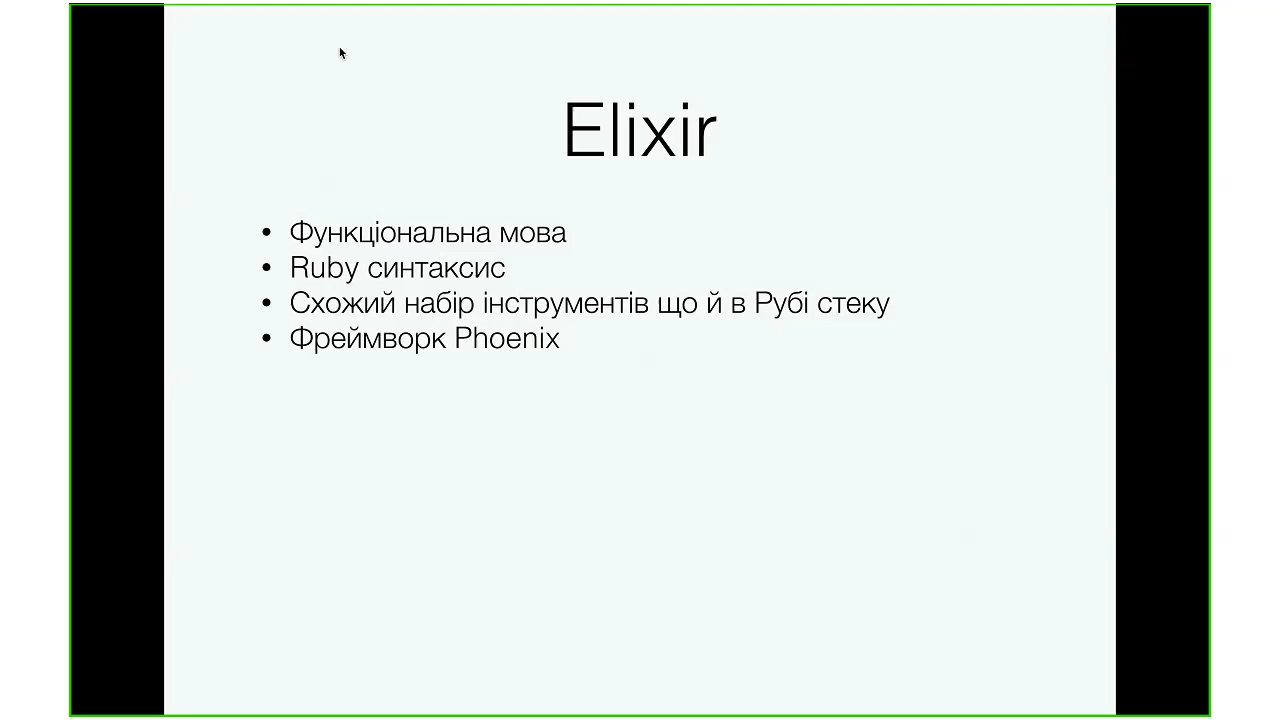 Elixir
• Функціональна мова
• Ruby синтаксис
• Схожий набір інструментів що й в Рубі стеку
• Фреймворк Phoenix